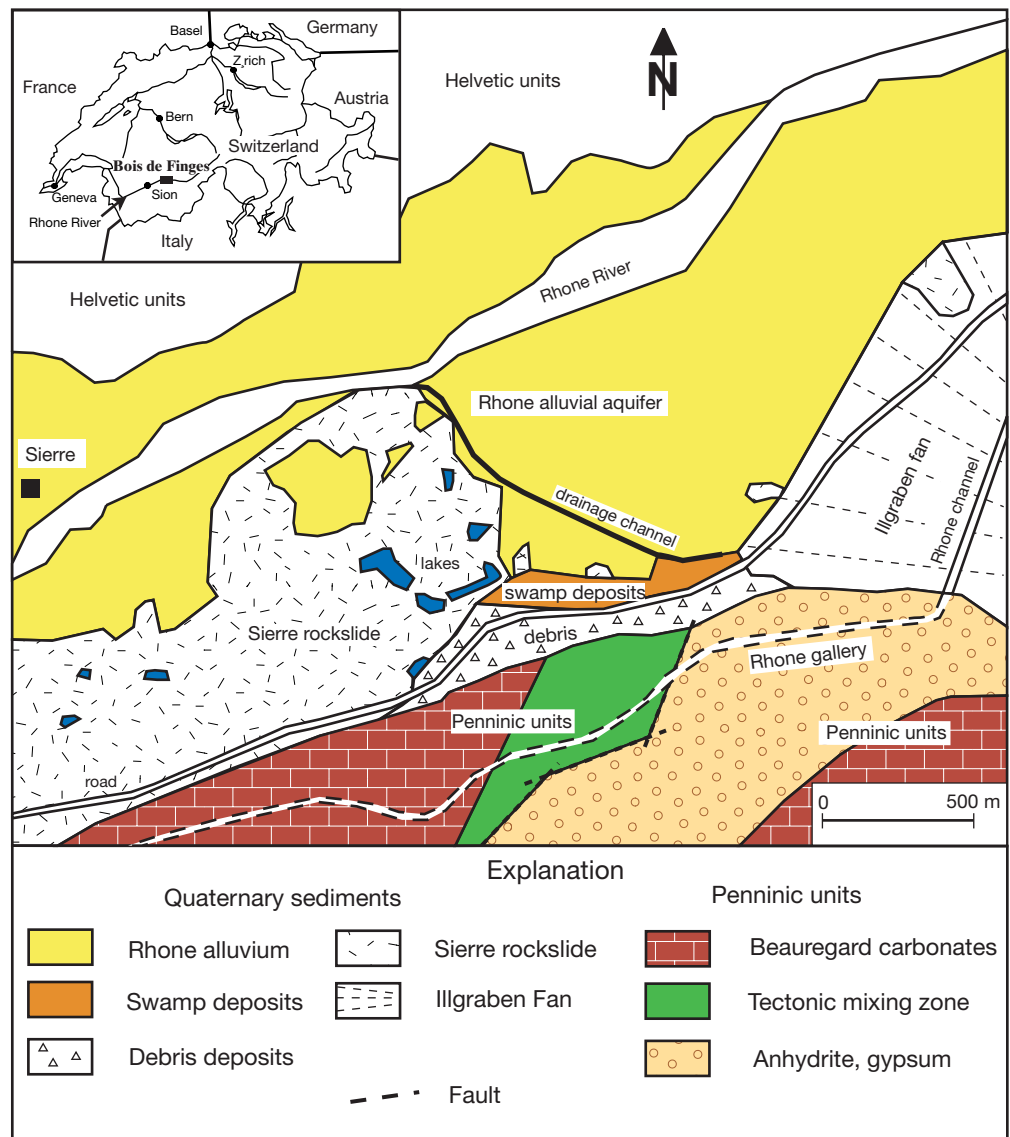 Basel
Germany
Z¸rich
France
Austria
Bern
Switzerland
Bois de Finges
Geneva
Sion
Rhone River
Italy
N
Helvetic units
Helvetic units
Rhone River
Rhone alluvial aquifer
Sierre
Illgraben fan
Rhone channel
drainage channel
lakes
swamp deposits
Sierre rockslide
debris
Rhone gallery
Penninic units
Penninic units
road
0 500 m
Explanation
Quaternary sediments
Penninic units
Rhone alluvium
Sierre rockslide
Beauregard carbonates
Swamp deposits
Illgraben Fan
Tectonic mixing zone
Debris deposits
Anhydrite, gypsum
Fault